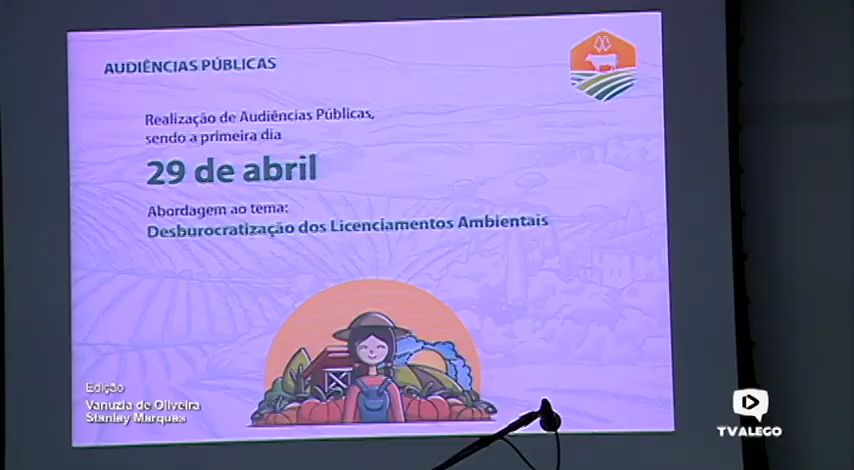 AUDIÊNCIAS PÚBLICAS
Realização de Audiências Públicas,
sendo a primeira dia
29 de abril
Abordagem ao tema:
Desburocratização dos Licenciamentos Ambientais
Edição
Vanuzia de Oliveira
Stanley Marques
TVALEGO